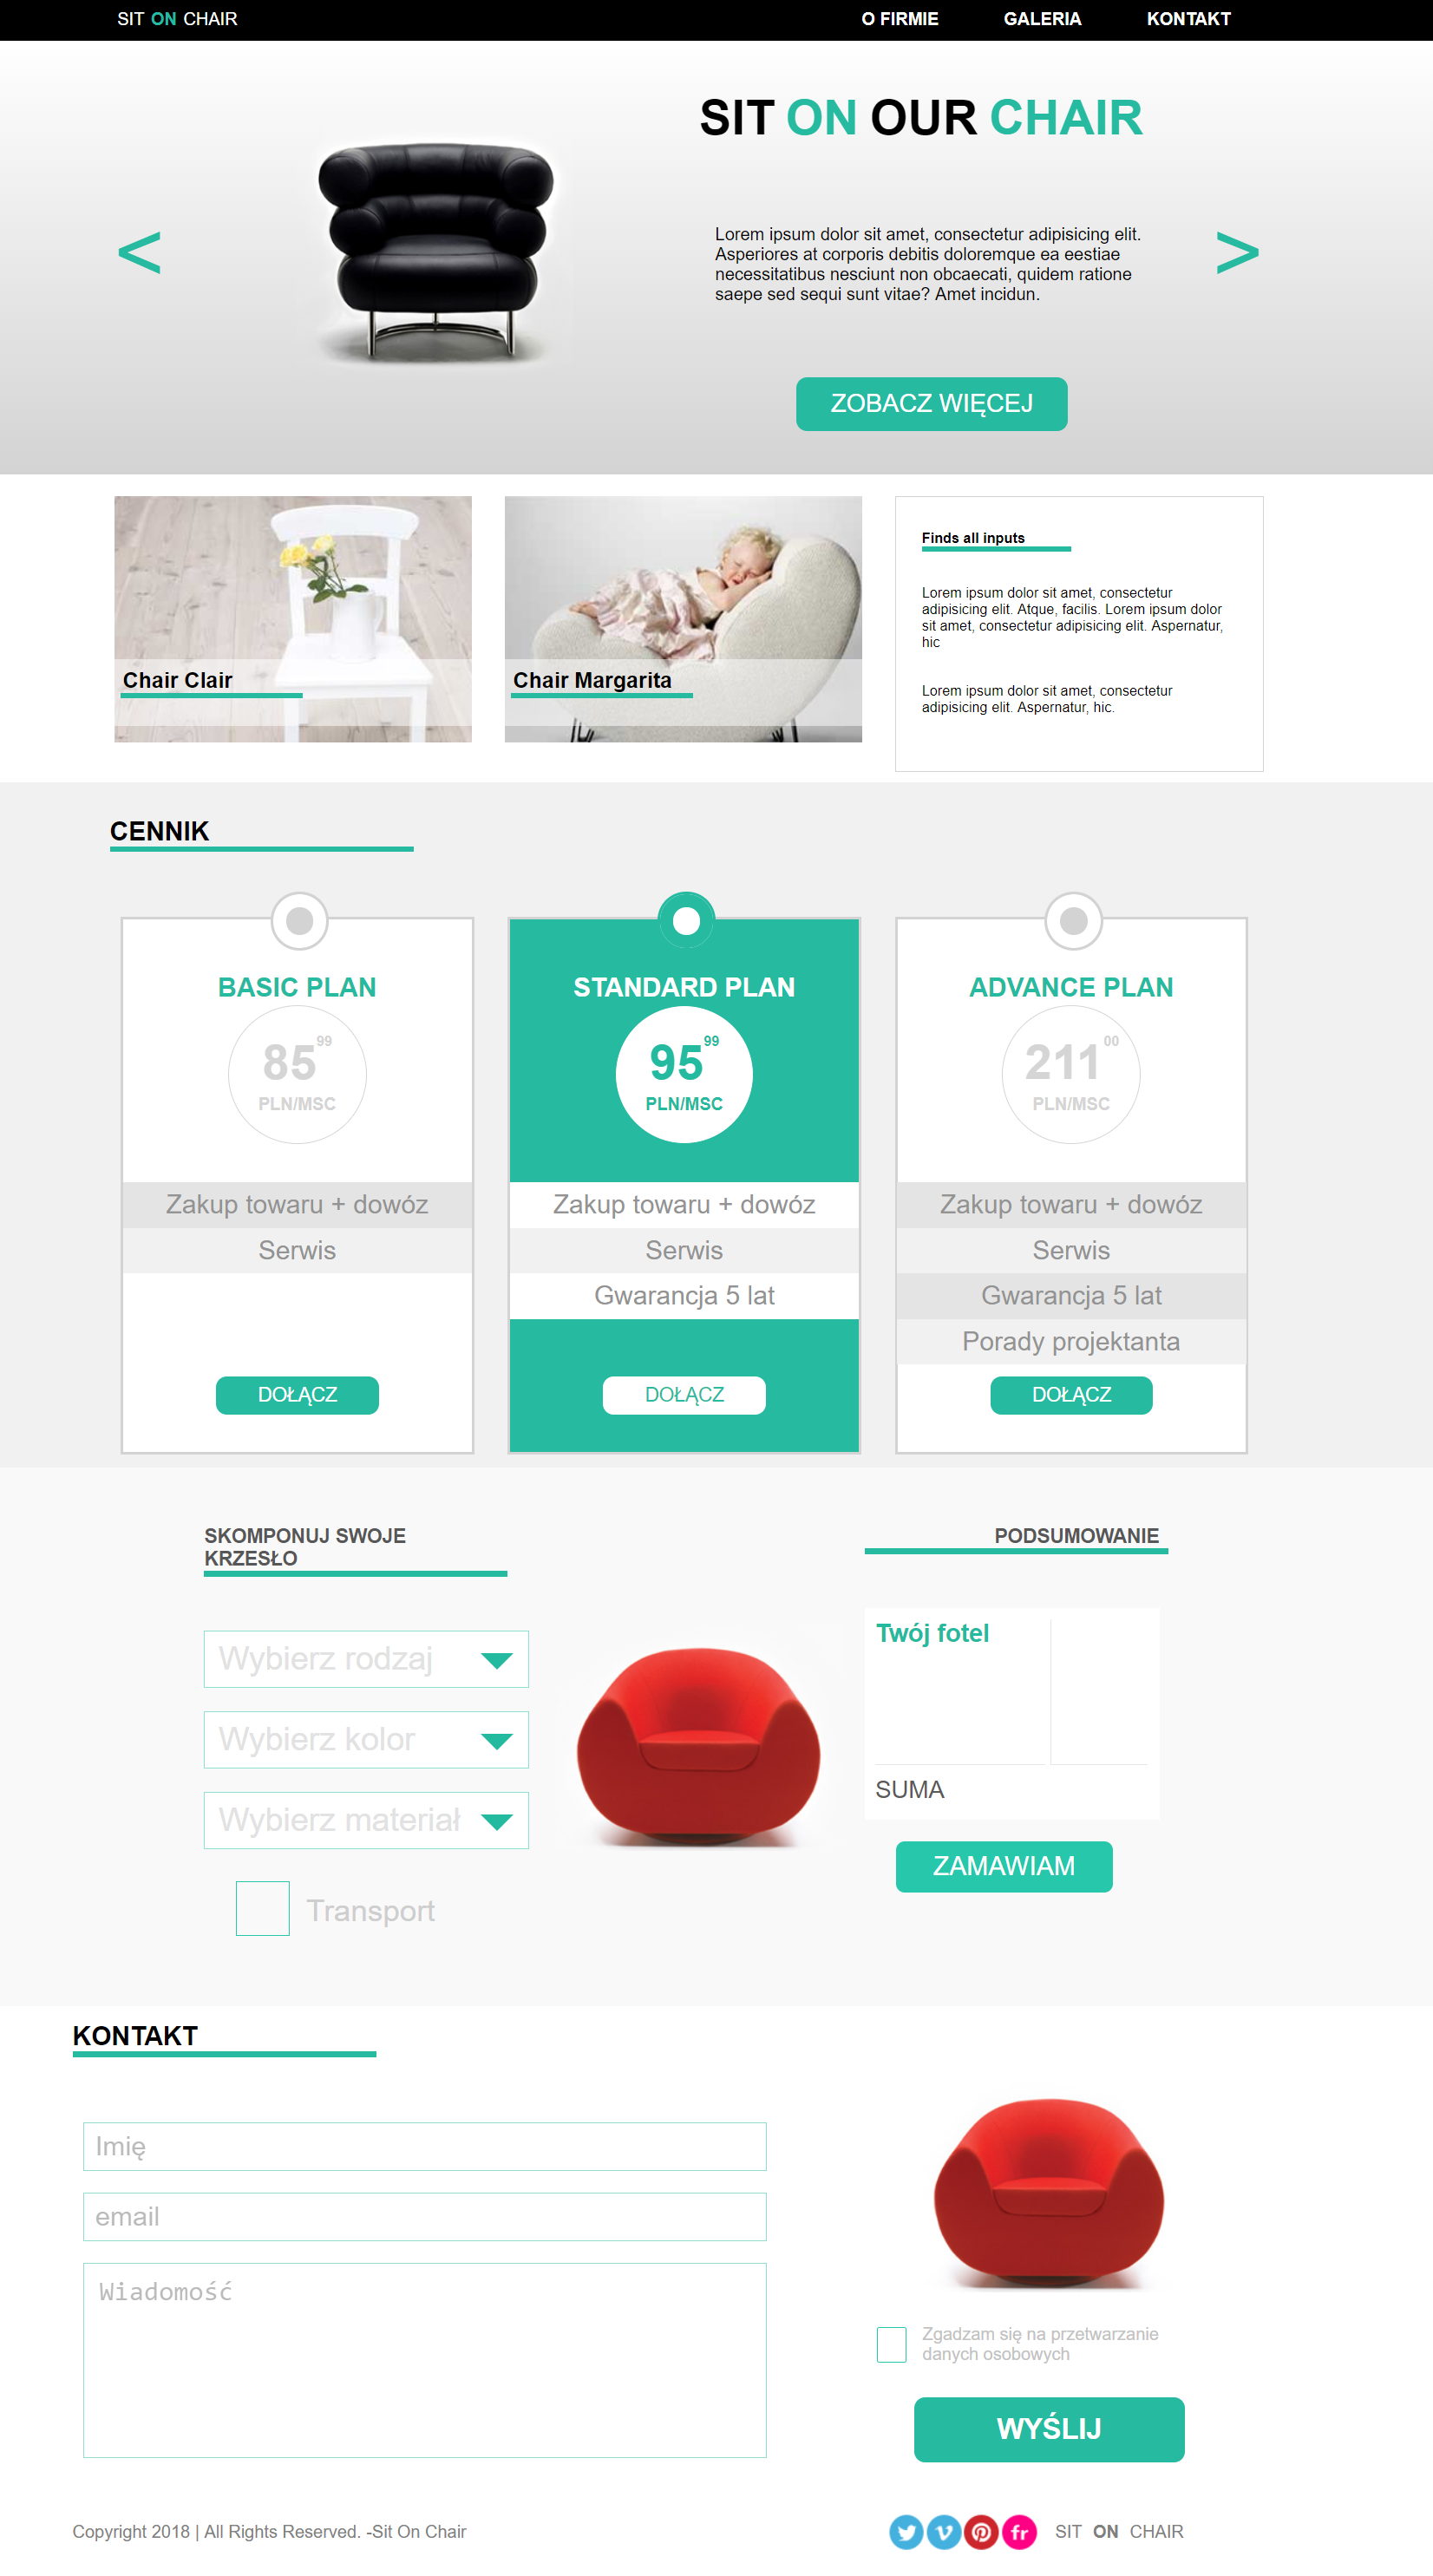 SIT ON CHAIR
O FIRMIE
GALERIA
KONTAKT
SIT ON OUR CHAIR
<
Lorem ipsum dolor sit amet, consectetur adipisicing elit.
Asperiores at corporis debitis doloremque ea eestiae
necessitatibus nesciunt non obcaecati, quidem ratione
saepe sed sequi sunt vitae? Amet incidun.
>
ZOBACZ WIĘCEJ
Chair Clair
Chair Margarita
Finds all inputs
Lorem ipsum dolor sit amet, consectetur
adipisicing elit. Atque, facilis. Lorem ipsum dolor
sit amet, consectetur adipisicing elit. Aspernatur,
hic
Lorem ipsum dolor sit amet, consectetur
adipisicing elit. Aspernatur, hic.
CENNIK
BASIC PLAN
85 99
PLN/MSC
Zakup towaru + dowóz
Serwis
DOŁĄCZ
STANDARD PLAN
95 99
PLN/MSC
Zakup towaru + dowóz
Serwis
Gwarancja 5 lat
DOŁĄCZ
ADVANCE PLAN
211 00
PLN/MSC
Zakup towaru + dowóz
Serwis
Gwarancja 5 lat
Porady projektanta
DOŁĄCZ
SKOMPONUJ SWOJE
KRZESŁO
Wybierz rodzaj
Wybierz kolor
Wybierz materiał
Transport
PODSUMOWANIE
Twój fotel
SUMA
ZAMAWIAM
KONTAKT
Imię
email
Wiadomość
Zgadzam się na przetwarzanie
danych osobowych
WYŚLIJ
Copyright 2018 | All Rights Reserved. -Sit On Chair
fr
SIT ON CHAIR